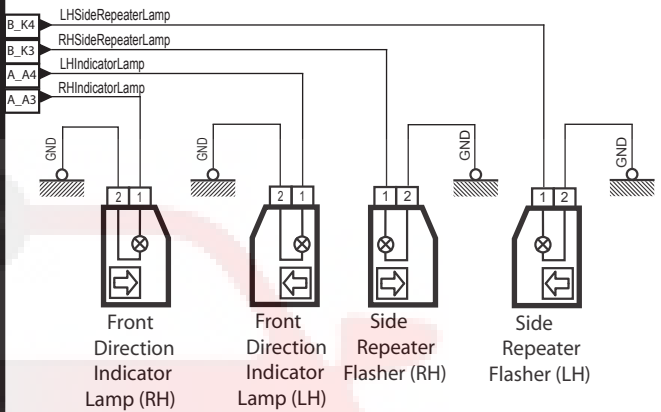 B_K4 LHSideRepeaterLamp
B_K3 RHSideRepeaterLamp
A_A4 LHIndicatorLamp
A_A3 RHIndicatorLamp
GND GND GND GND
2 1 2 1 1 2 1 2
Front Direction Indicator Lamp (RH)
Front Direction Indicator Lamp (LH)
Side Repeater Flasher (RH)
Side Repeater Flasher (LH)